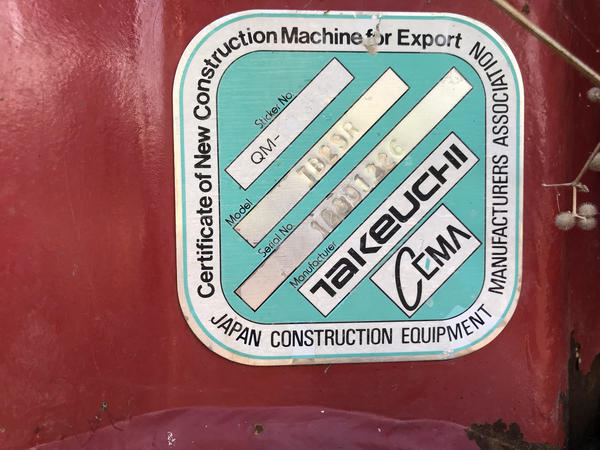 Certificate of New Construction Machine for Export
Sticker No.
QM-
Model
TB29R
Serial No.
Manufacturer
TAKEUCHI
CEMA
JAPAN CONSTRUCTION EQUIPMENT MANUFACTURERS ASSOCIATION